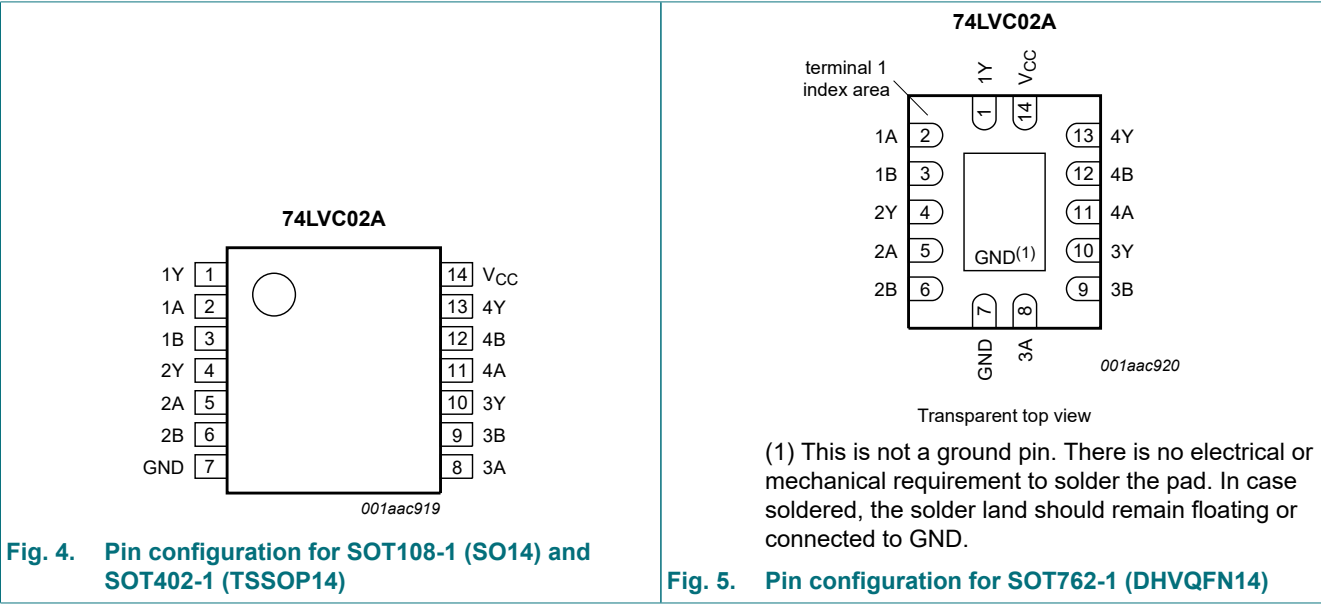 74LVC02A
1Y 1 14 VCC
1A 2 13 4Y
1B 3 12 4B
2Y 4 11 4A
2A 5 10 3Y
2B 6 9 3B
GND 7 8 3A
001aac919
Fig. 4. Pin configuration for SOT108-1 (SO14) and
SOT402-1 (TSSOP14)
74LVC02A
terminal 1
index area
1Y VCC
1 14
1A 2 13 4Y
1B 3 12 4B
2Y 4 11 4A
2A 5 10 3Y
GND(1)
2B 6 9 3B
7 8
GND 3A
001aac920
Transparent top view
(1) This is not a ground pin. There is no electrical or
mechanical requirement to solder the pad. In case
soldered, the solder land should remain floating or
connected to GND.
Fig. 5. Pin configuration for SOT762-1 (DHVQFN14)